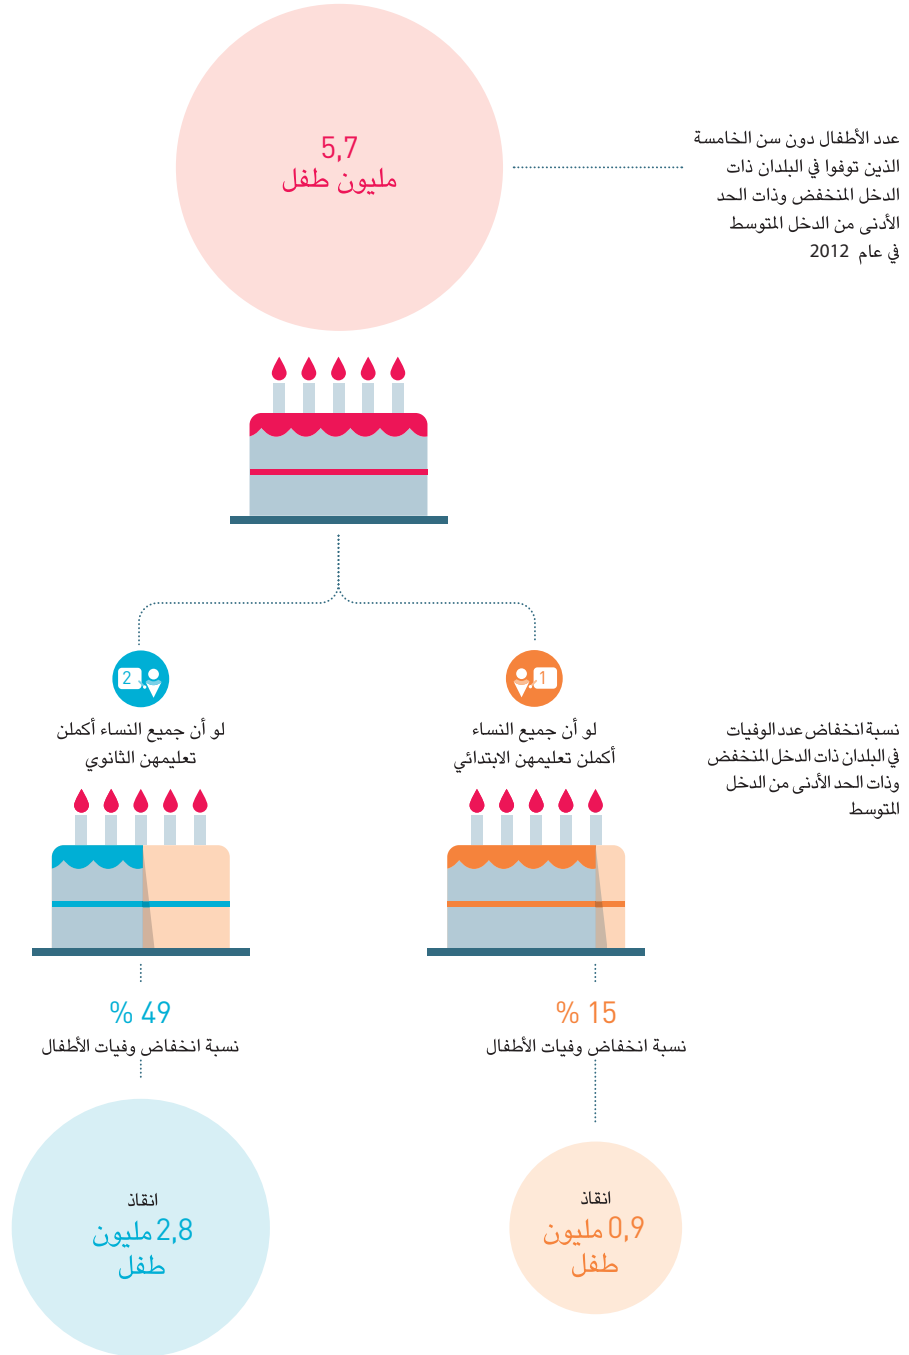 5,7
مليون طفل
عدد الأطفال دون سن الخامسة
الذين توفوا في البلدان ذات
الدخل المنخفض وذات الحد
الأدنى من الدخل المتوسط
في عام 2012
1
2
لو أن جميع النساء
أكملن تعليمهن الابتدائي
لو أن جميع النساء أكملن
تعليمهن الثانوي
نسبة انخفاض عدد الوفيات
في البلدان ذات الدخل المنخفض
وذات الحد الأدنى من الدخل
المتوسط
% 15
نسبة انخفاض وفيات الأطفال
% 49
نسبة انخفاض وفيات الأطفال
انقاذ
0,9 مليون
طفل
انقاذ
2,8 مليون
طفل